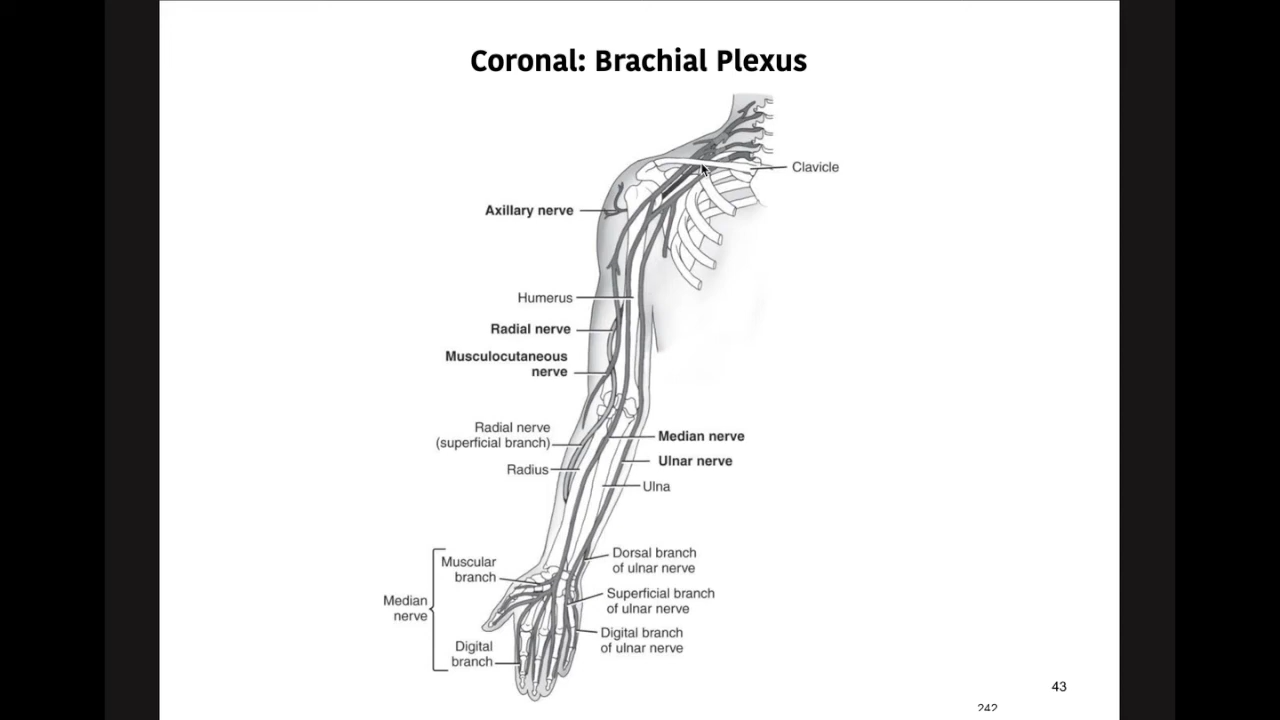 Coronal: Brachial Plexus
Clavicle
Axillary nerve
Humerus
Radial nerve
Musculocutaneous
nerve
Radial nerve
(superficial branch)
Median nerve
Ulnar nerve
Radius
Ulna
Dorsal branch
of ulnar nerve
Muscular
branch
Superficial branch
of ulnar nerve
Median
nerve
Digital branch
of ulnar nerve
Digital
branch
43
242